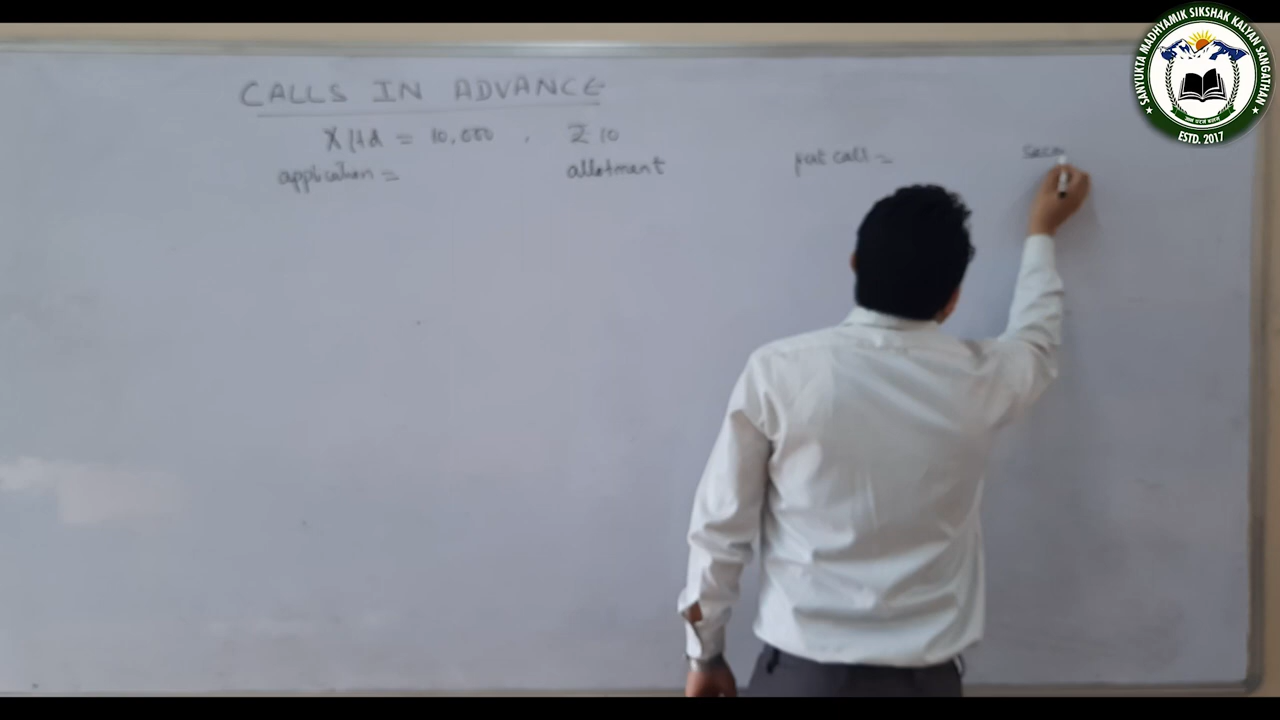 CALLS IN ADVANCE
X Ltd = 10,000 , ₹ 10
application = allotment first call = Seco
SANYUKTA MADHYAMIK SIKSHAK KALYAN SANGATHAN
ESTD. 2017